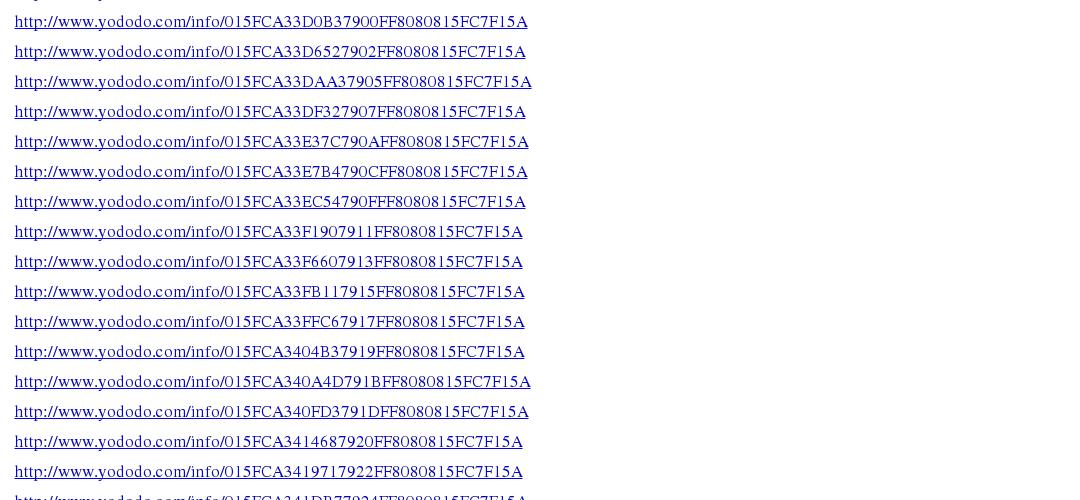 http://www.yododo.com/info/015FCA33D0B37900FF8080815FC7F15A
http://www.yododo.com/info/015FCA33D6527902FF8080815FC7F15A
http://www.yododo.com/info/015FCA33DAA37905FF8080815FC7F15A
http://www.yododo.com/info/015FCA33DF327907FF8080815FC7F15A
http://www.yododo.com/info/015FCA33E37C790AFF8080815FC7F15A
http://www.yododo.com/info/015FCA33E7B4790CFF8080815FC7F15A
http://www.yododo.com/info/015FCA33EC54790FFF8080815FC7F15A
http://www.yododo.com/info/015FCA33F1907911FF8080815FC7F15A
http://www.yododo.com/info/015FCA33F6607913FF8080815FC7F15A
http://www.yododo.com/info/015FCA33FB117915FF8080815FC7F15A
http://www.yododo.com/info/015FCA33FFC67917FF8080815FC7F15A
http://www.yododo.com/info/015FCA3404B37919FF8080815FC7F15A
http://www.yododo.com/info/015FCA340A4D791BFF8080815FC7F15A
http://www.yododo.com/info/015FCA340FD3791DFF8080815FC7F15A
http://www.yododo.com/info/015FCA3414687920FF8080815FC7F15A
http://www.yododo.com/info/015FCA3419717922FF8080815FC7F15A